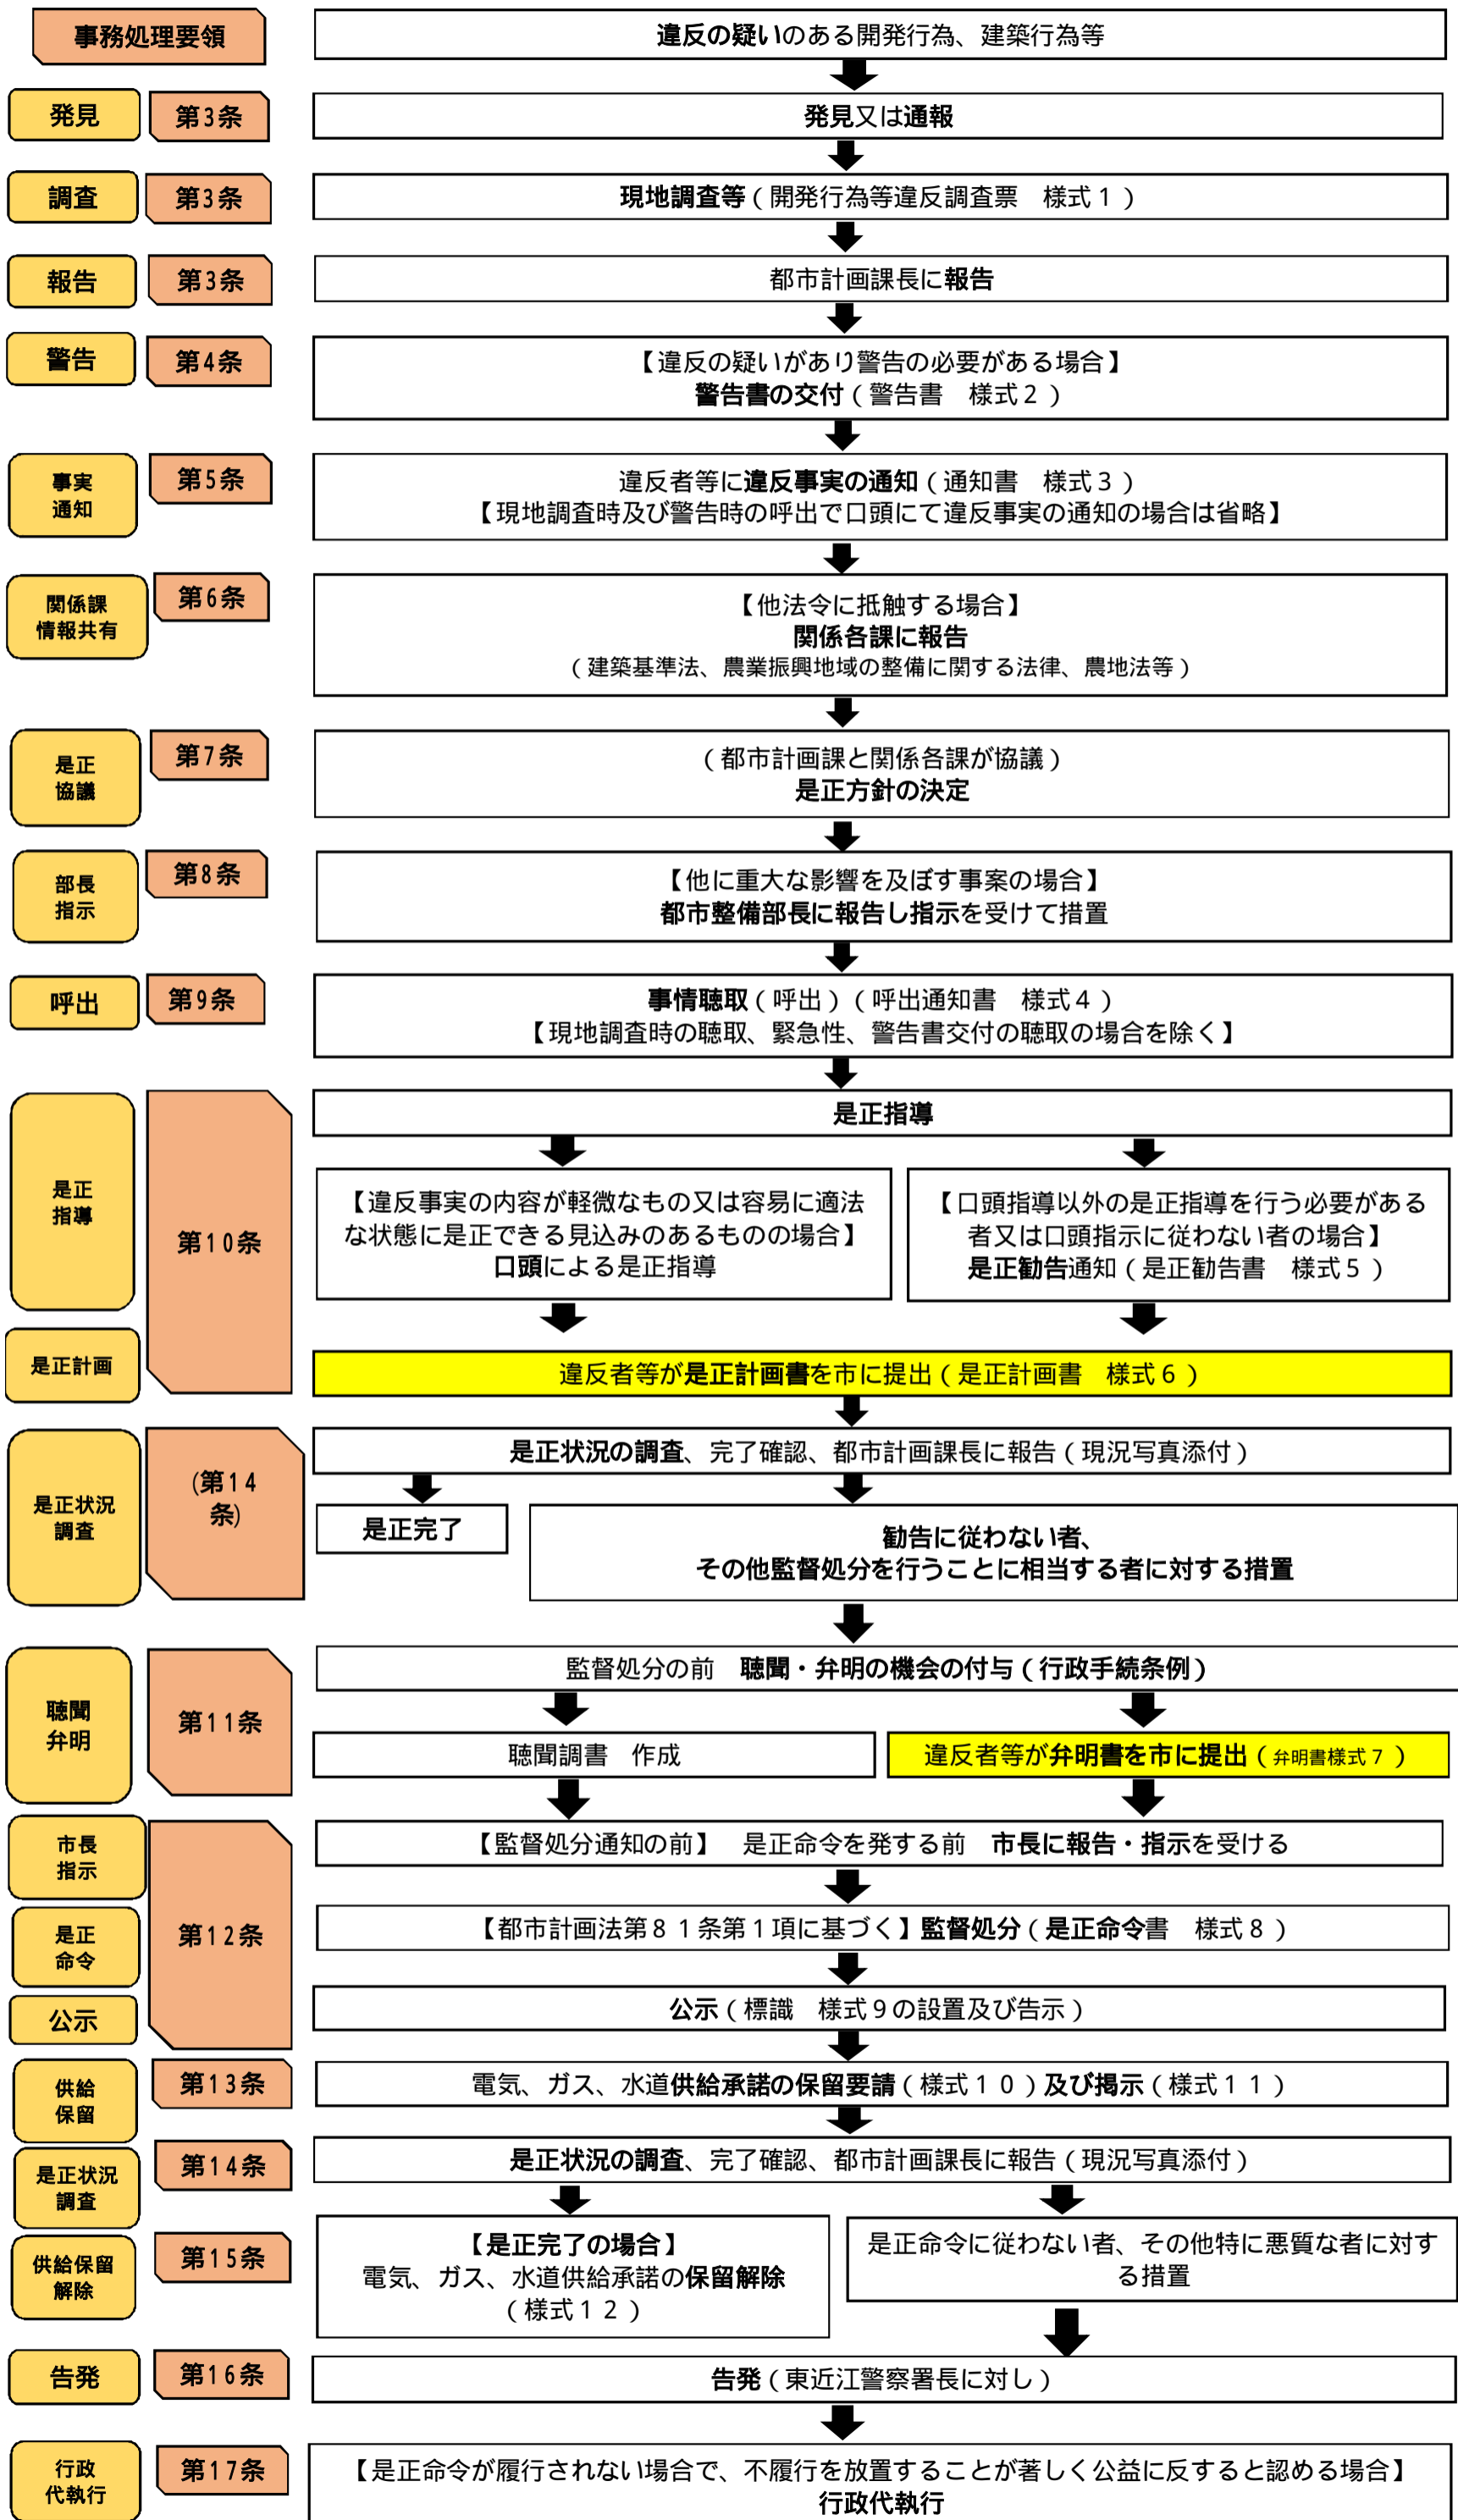 事務処理要領
違反の疑いのある開発行為、建築行為等
発見
第3条
発見又は通報
調査
第3条
現地調査等（開発行為等違反調査票　様式１）
報告
第3条
都市計画課長に報告
警告
第4条
【違反の疑いがあり警告の必要がある場合】
警告書の交付（警告書　様式２）
事実
通知
第5条
違反者等に違反事実の通知（通知書　様式３）
【現地調査時及び警告時の呼出で口頭にて違反事実の通知の場合は省略】
関係課
情報共有
第6条
【他法令に抵触する場合】
関係各課に報告
（建築基準法、農業振興地域の整備に関する法律、農地法等）
是正
協議
第7条
（都市計画課と関係各課が協議）
是正方針の決定
部長
指示
第8条
【他に重大な影響を及ぼす事案の場合】
都市整備部長に報告し指示を受けて措置
呼出
第9条
事情聴取（呼出）（呼出通知書　様式４）
【現地調査時の聴取、緊急性、警告書交付の聴取の場合を除く】
是正
指導
第10条
是正指導
【違反事実の内容が軽微なもの又は容易に適法
な状態に是正できる見込みのあるものの場合】
口頭による是正指導
【口頭指導以外の是正指導を行う必要がある
者又は口頭指示に従わない者の場合】
是正勧告通知（是正勧告書　様式５）
是正計画
違反者等が是正計画書を市に提出（是正計画書　様式６）
是正状況
調査
(第14
条)
是正状況の調査、完了確認、都市計画課長に報告（現況写真添付）
是正完了
勧告に従わない者、
その他監督処分を行うことに相当する者に対する措置
聴聞
弁明
第11条
監督処分の前　聴聞・弁明の機会の付与（行政手続条例）
聴聞調書　作成
違反者等が弁明書を市に提出（弁明書様式７）
市長
指示
第12条
【監督処分通知の前】　是正命令を発する前　市長に報告・指示を受ける
是正
命令
【都市計画法第８１条第１項に基づく】監督処分（是正命令書　様式８）
公示
公示（標識　様式９の設置及び告示）
供給
保留
第13条
電気、ガス、水道供給承諾の保留要請（様式１０）及び掲示（様式１１）
是正状況
調査
第14条
是正状況の調査、完了確認、都市計画課長に報告（現況写真添付）
供給保留
解除
第15条
【是正完了の場合】
電気、ガス、水道供給承諾の保留解除
（様式１２）
是正命令に従わない者、その他特に悪質な者に対す
る措置
告発
第16条
告発（東近江警察署長に対し）
行政
代執行
第17条
【是正命令が履行されない場合で、不履行を放置することが著しく公益に反すると認める場合】
行政代執行